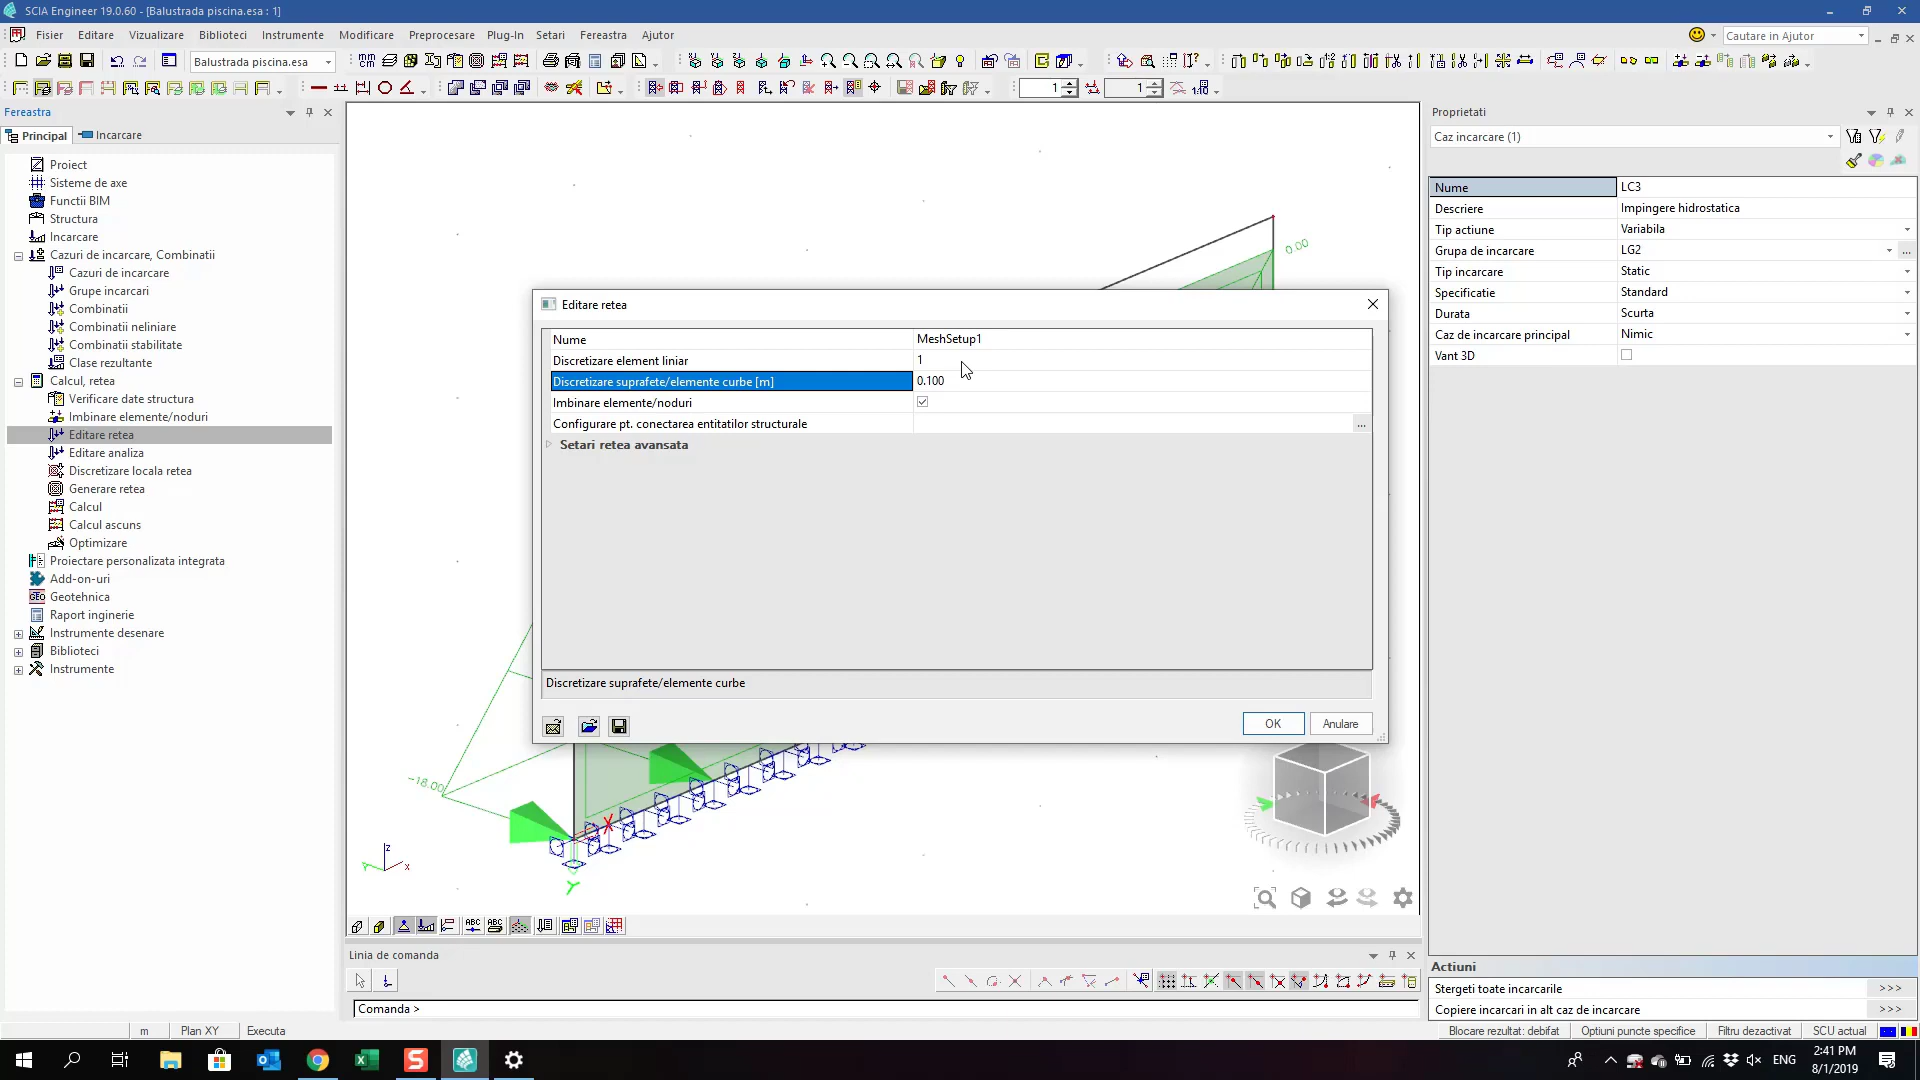 SCIA Engineer 19.0.60 - [Balustrada piscina.esa : 1]
Fisier Editare Vizualizare Biblioteci Instrumente Modificare Preprocesare Plug-In Setari Fereastra Ajutor
Cautare in Ajutor
Balustrada piscina.esa
1
1
Fereastra
Principal Incarcare
Proiect
Sisteme de axe
Functii BIM
Structura
Incarcare
Cazuri de incarcare, Combinatii
Cazuri de incarcare
Grupe incarcari
Combinatii
Combinatii neliniare
Combinatii stabilitate
Clase rezultante
Calcul, retea
Verificare date structura
Imbinare elemente/noduri
Editare retea
Editare analiza
Discretizare locala retea
Generare retea
Calcul
Calcul ascuns
Optimizare
Proiectare personalizata integrata
Add-on-uri
Geotehnica
Raport inginerie
Instrumente desenare
Biblioteci
Instrumente
0.00
-18.00
X
Y
z
x
Editare retea
Nume MeshSetup1
Discretizare element liniar 1
Discretizare suprafete/elemente curbe [m] 0.100
Imbinare elemente/noduri
Configurare pt. conectarea entitatilor structurale ...
Setari retea avansata
Discretizare suprafete/elemente curbe
OK Anulare
Proprietati
Caz incarcare (1)
Nume LC3
Descriere Impingere hidrostatica
Tip actiune Variabila
Grupa de incarcare LG2 ...
Tip incarcare Static
Specificatie Standard
Durata Scurta
Caz de incarcare principal Nimic
Vant 3D
Actiuni
Stergeti toate incarcarile >>>
Copiere incarcari in alt caz de incarcare >>>
Linia de comanda
Comanda >
m Plan XY Executa
Blocare rezultat: debifat Optiuni puncte specifice Filtru dezactivat SCU actual
ENG
2:41 PM
8/1/2019